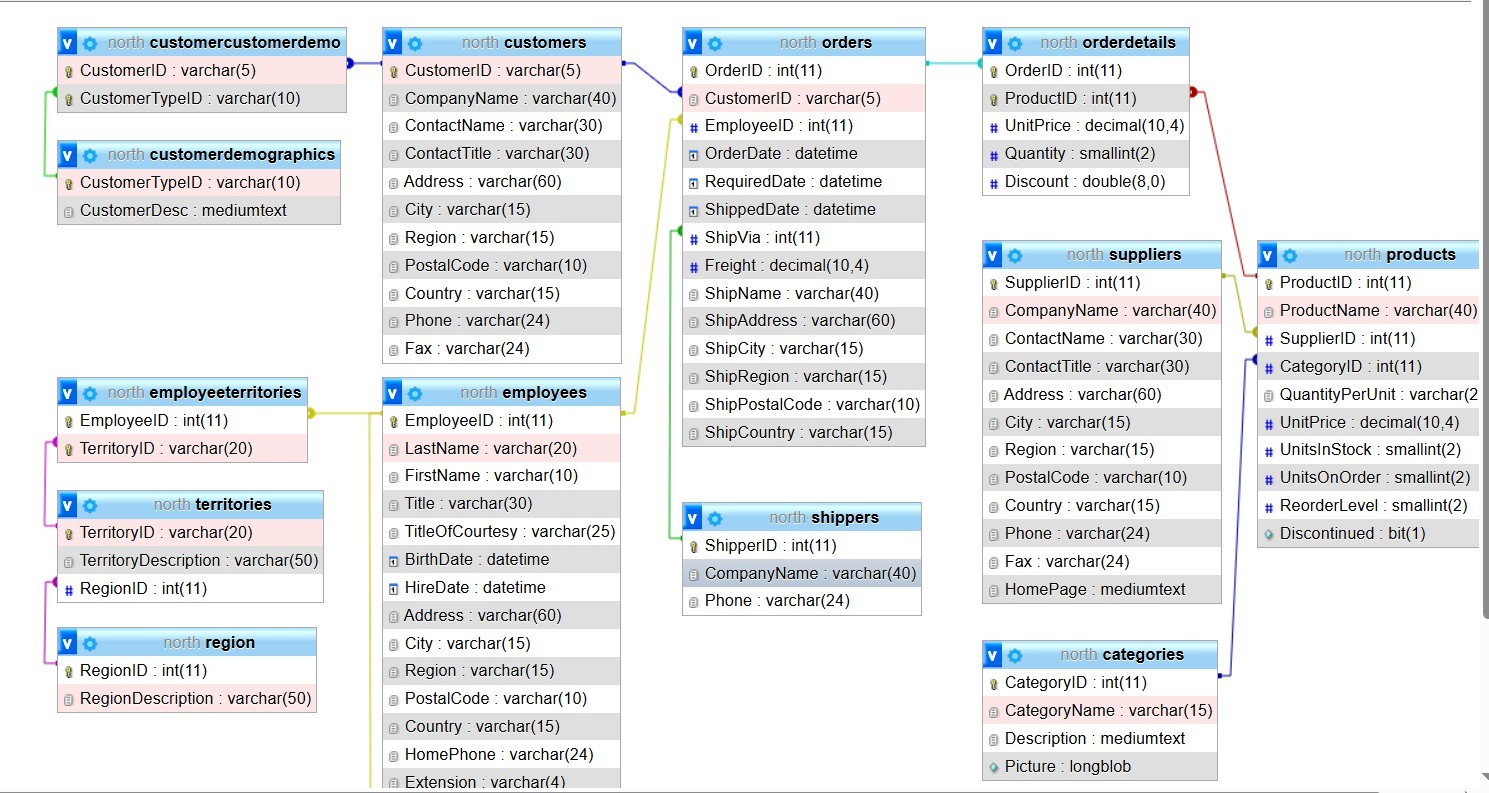 v north customercustomerdemo
CustomerID : varchar(5)
CustomerTypeID : varchar(10)
v north customerdemographics
CustomerTypeID : varchar(10)
CustomerDesc : mediumtext
v north employeeterritories
EmployeeID : int(11)
TerritoryID : varchar(20)
v north territories
TerritoryID : varchar(20)
TerritoryDescription : varchar(50)
# RegionID : int(11)
v north region
RegionID : int(11)
RegionDescription : varchar(50)
v north customers
CustomerID : varchar(5)
CompanyName : varchar(40)
ContactName : varchar(30)
ContactTitle : varchar(30)
Address : varchar(60)
City : varchar(15)
Region : varchar(15)
PostalCode : varchar(10)
Country : varchar(15)
Phone : varchar(24)
Fax : varchar(24)
v north employees
EmployeeID : int(11)
LastName : varchar(20)
FirstName : varchar(10)
Title : varchar(30)
TitleOfCourtesy : varchar(25)
BirthDate : datetime
HireDate : datetime
Address : varchar(60)
City : varchar(15)
Region : varchar(15)
PostalCode : varchar(10)
Country : varchar(15)
HomePhone : varchar(24)
Extension : varchar(4)
v north orders
OrderID : int(11)
CustomerID : varchar(5)
# EmployeeID : int(11)
OrderDate : datetime
RequiredDate : datetime
ShippedDate : datetime
# ShipVia : int(11)
# Freight : decimal(10,4)
ShipName : varchar(40)
ShipAddress : varchar(60)
ShipCity : varchar(15)
ShipRegion : varchar(15)
ShipPostalCode : varchar(10)
ShipCountry : varchar(15)
v north shippers
ShipperID : int(11)
CompanyName : varchar(40)
Phone : varchar(24)
v north orderdetails
OrderID : int(11)
ProductID : int(11)
# UnitPrice : decimal(10,4)
# Quantity : smallint(2)
# Discount : double(8,0)
v north suppliers
SupplierID : int(11)
CompanyName : varchar(40)
ContactName : varchar(30)
ContactTitle : varchar(30)
Address : varchar(60)
City : varchar(15)
Region : varchar(15)
PostalCode : varchar(10)
Country : varchar(15)
Phone : varchar(24)
Fax : varchar(24)
HomePage : mediumtext
v north categories
CategoryID : int(11)
CategoryName : varchar(15)
Description : mediumtext
Picture : longblob
v north products
ProductID : int(11)
ProductName : varchar(40)
# SupplierID : int(11)
# CategoryID : int(11)
QuantityPerUnit : varchar(2
# UnitPrice : decimal(10,4)
# UnitsInStock : smallint(2)
# UnitsOnOrder : smallint(2)
# ReorderLevel : smallint(2)
Discontinued : bit(1)